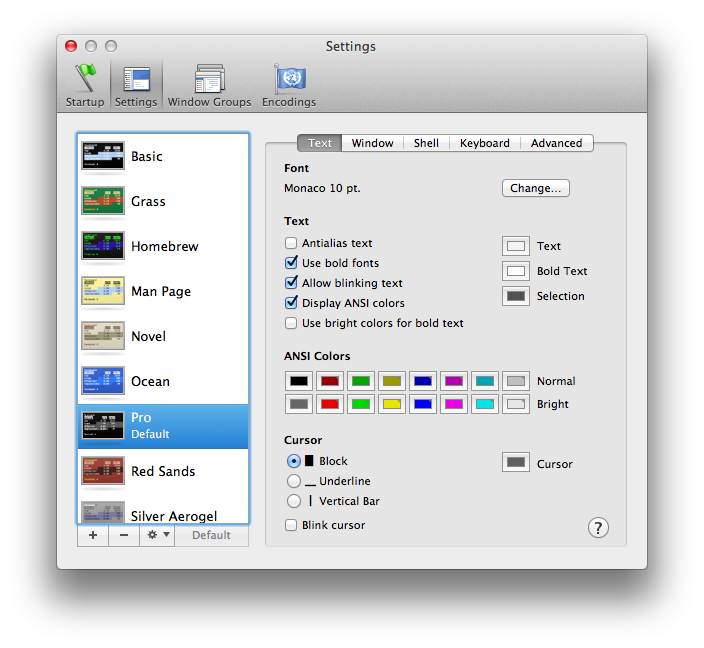 Settings
Startup Settings Window Groups Encodings
Basic
Grass
Homebrew
Man Page
Novel
Ocean
Pro
Default
Red Sands
Silver Aerogel
+ − Default
Text Window Shell Keyboard Advanced
Font
Monaco 10 pt. Change...
Text
Antialias text Text
Use bold fonts Bold Text
Allow blinking text
Display ANSI colors Selection
Use bright colors for bold text
ANSI Colors
Normal
Bright
Cursor
Block Cursor
Underline
Vertical Bar
Blink cursor
?